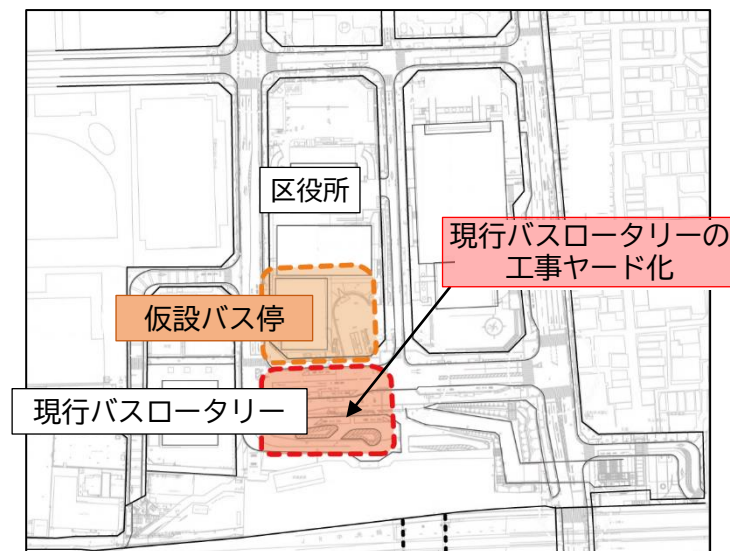 区役所
現行バスロータリーの
工事ヤード化
仮設バス停
現行バスロータリー